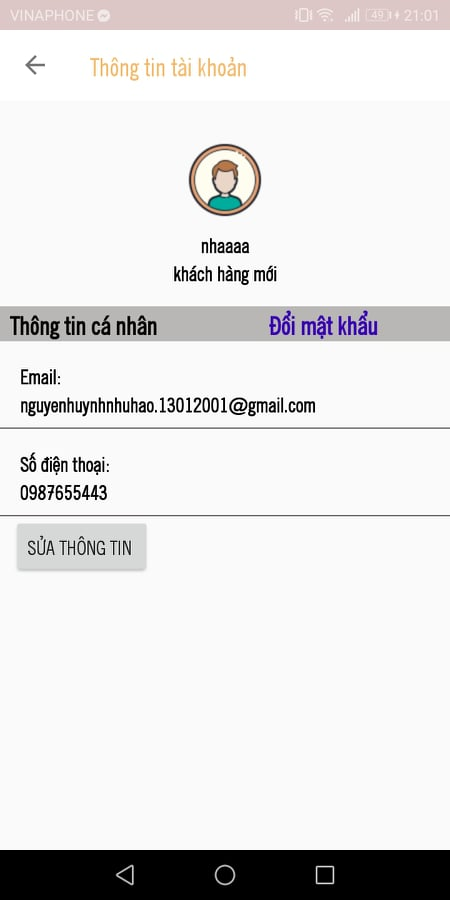 VINAPHONE 49 21:01
Thông tin tài khoản
nhaaaa
khách hàng mới
Thông tin cá nhân Đổi mật khẩu
Email:
nguyenhuynhnhuhao.13012001@gmail.com
Số điện thoại:
0987655443
SỬA THÔNG TIN